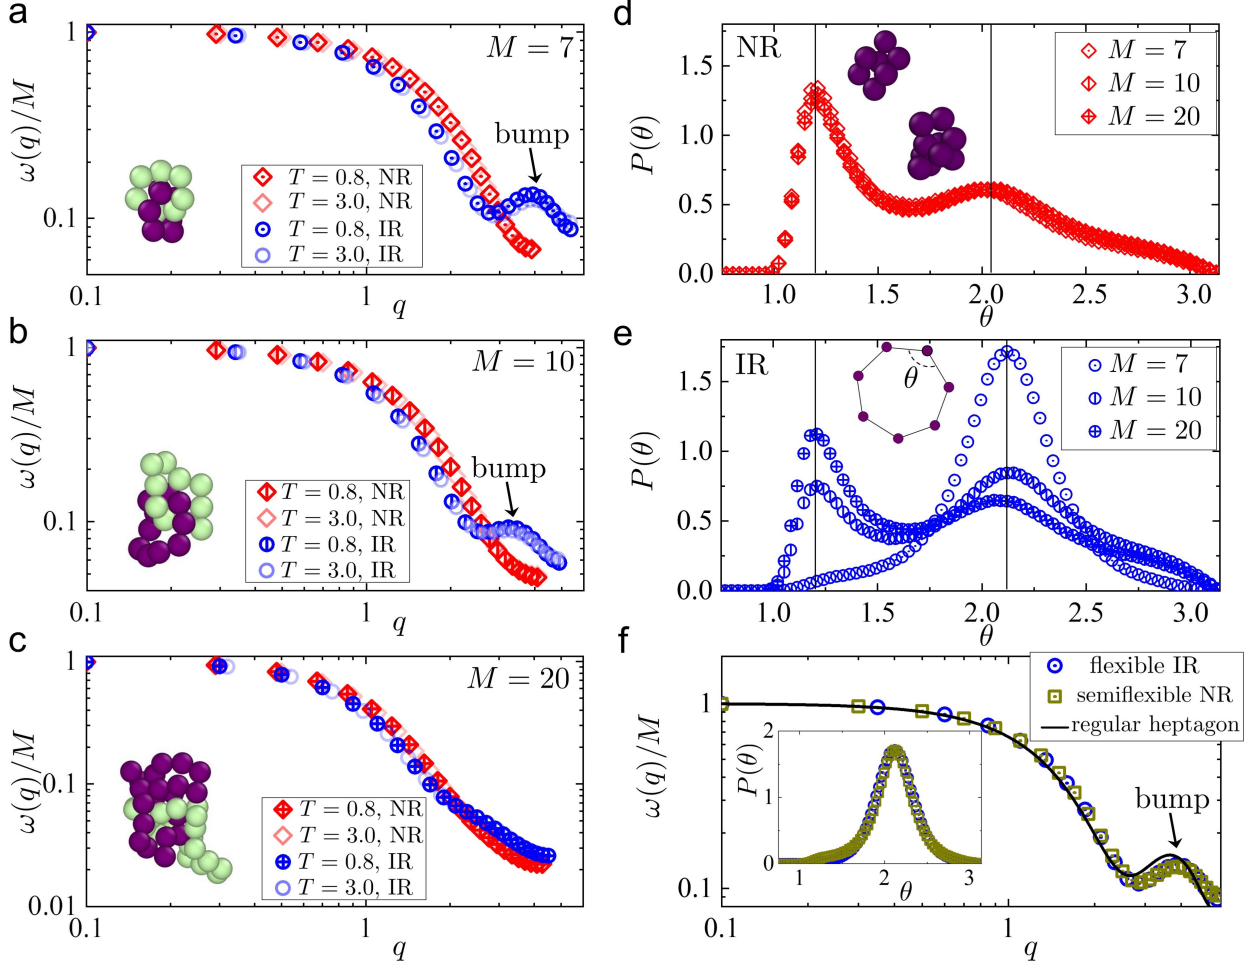 a
M = 7
1
ω(q)/M
bump
T = 0.8, NR
T = 3.0, NR
T = 0.8, IR
T = 3.0, IR
0.1
0.1
1
q
b
M = 10
1
ω(q)/M
bump
T = 0.8, NR
T = 3.0, NR
T = 0.8, IR
T = 3.0, IR
0.1
0.1
1
q
c
M = 20
1
ω(q)/M
0.1
T = 0.8, NR
T = 3.0, NR
T = 0.8, IR
T = 3.0, IR
0.01
0.1
1
q
d
NR
M = 7
M = 10
M = 20
P(θ)
1.5
1.0
0.5
0.0
1.0
1.5
2.0
2.5
3.0
θ
e
IR
θ
M = 7
M = 10
M = 20
P(θ)
1.5
1.0
0.5
0.0
1.0
1.5
2.0
2.5
3.0
θ
f
flexible IR
semiflexible NR
regular heptagon
1
ω(q)/M
bump
2
P(θ)
1
0
1
2
3
θ
0.1
0.1
1
q